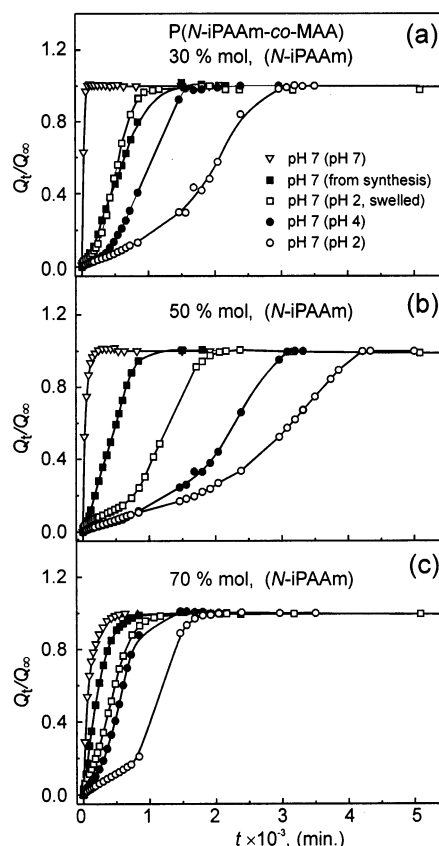 P(N-iPAAm-co-MAA)
30 % mol, (N-iPAAm)
(a)
1.2
0.8
0.4
0.0
Qt/Q∞
pH 7 (pH 7)
pH 7 (from synthesis)
pH 7 (pH 2, swelled)
pH 7 (pH 4)
pH 7 (pH 2)
50 % mol, (N-iPAAm)
(b)
1.2
0.8
0.4
0.0
Qt/Q∞
70 % mol, (N-iPAAm)
(c)
1.2
0.8
0.4
0.0
Qt/Q∞
0 1 2 3 4 5
t ×10⁻³, (min.)